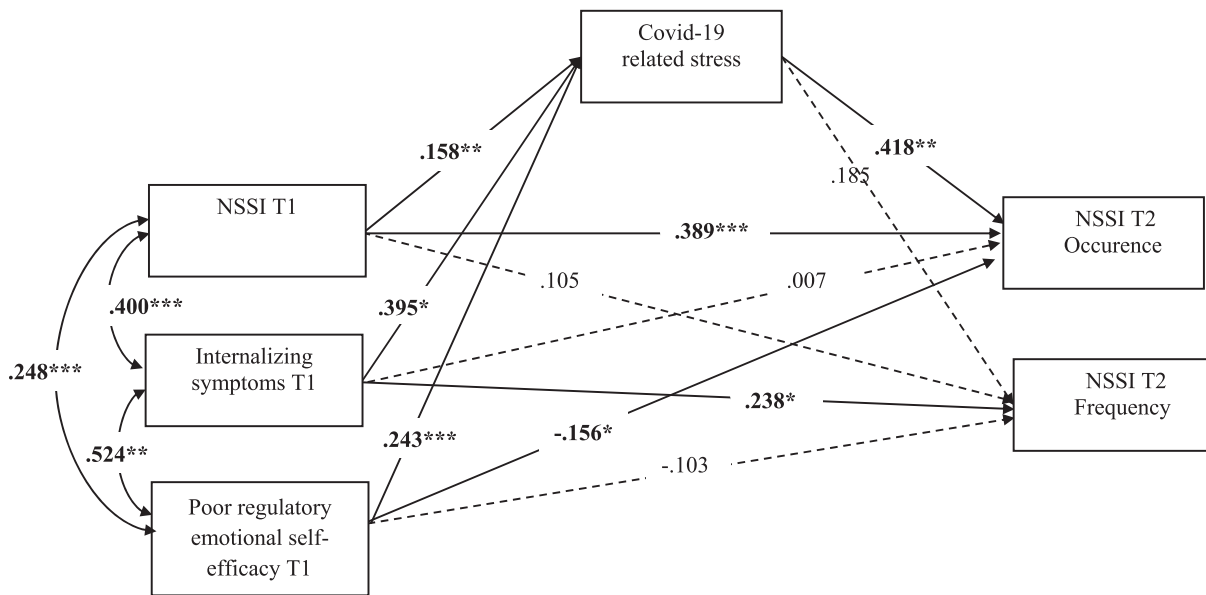 Covid-19
related stress
.158**
.418**
.185
NSSI T1
NSSI T2
Occurence
.389***
.105
.007
.400***
.395*
Internalizing
symptoms T1
NSSI T2
Frequency
.248***
.238*
.243***
-.156*
.524**
-.103
Poor regulatory
emotional self-
efficacy T1